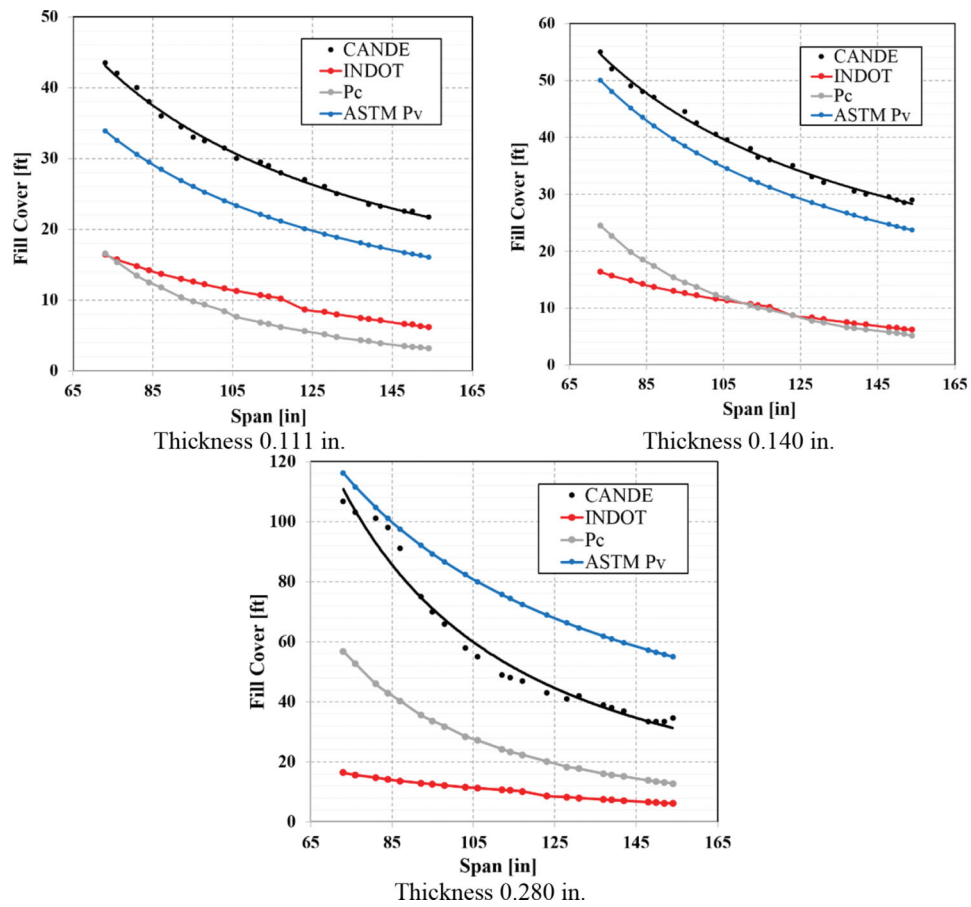 50
40
30
20
10
0
Fill Cover [ft]
CANDE
INDOT
Pc
ASTM Pv
65 85 105 125 145 165
Span [in]
Thickness 0.111 in.
60
50
40
30
20
10
0
Fill Cover [ft]
CANDE
INDOT
Pc
ASTM Pv
65 85 105 125 145 165
Span [in]
Thickness 0.140 in.
120
100
80
60
40
20
0
Fill Cover [ft]
CANDE
INDOT
Pc
ASTM Pv
65 85 105 125 145 165
Span [in]
Thickness 0.280 in.